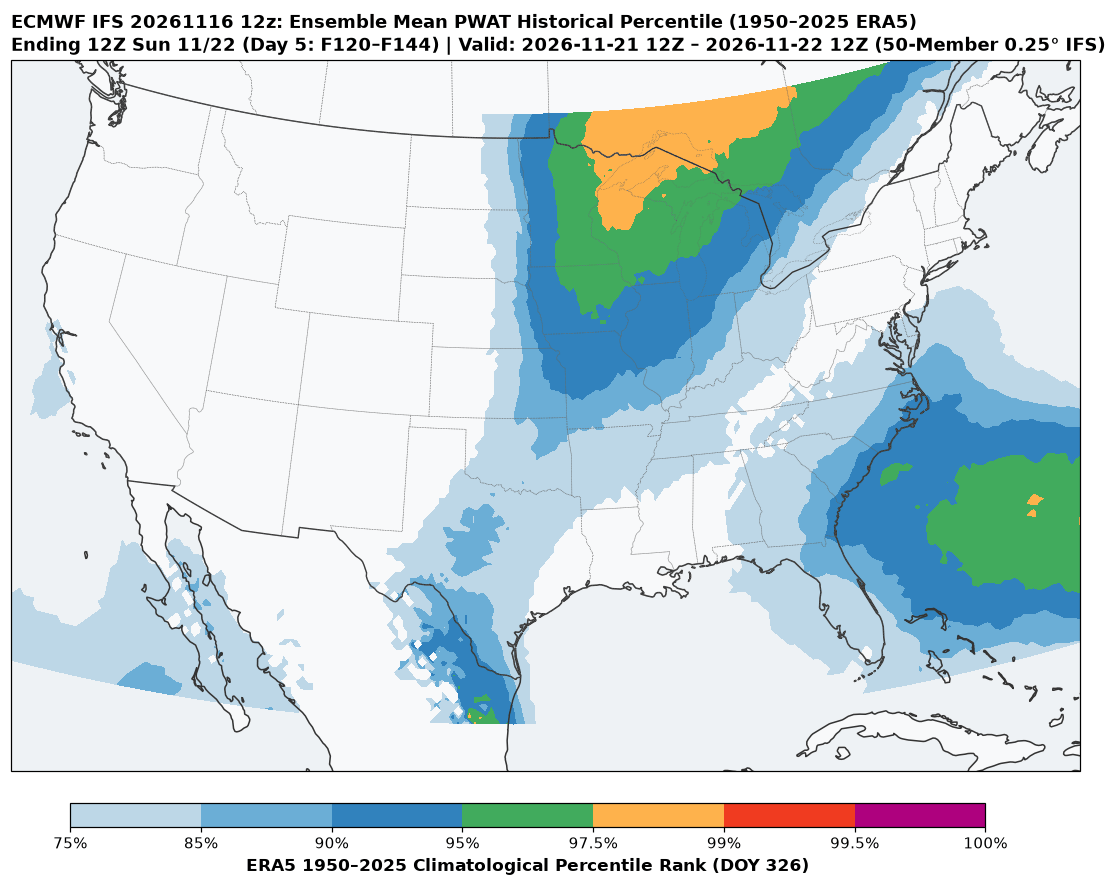 ECMWF IFS 20261116 12z: Ensemble Mean PWAT Historical Percentile (1950–2025 ERA5)
Ending 12Z Sun 11/22 (Day 5: F120–F144) | Valid: 2026-11-21 12Z – 2026-11-22 12Z (50-Member 0.25° IFS)
75% 85% 90% 95% 97.5% 99% 99.5% 100%
ERA5 1950–2025 Climatological Percentile Rank (DOY 326)